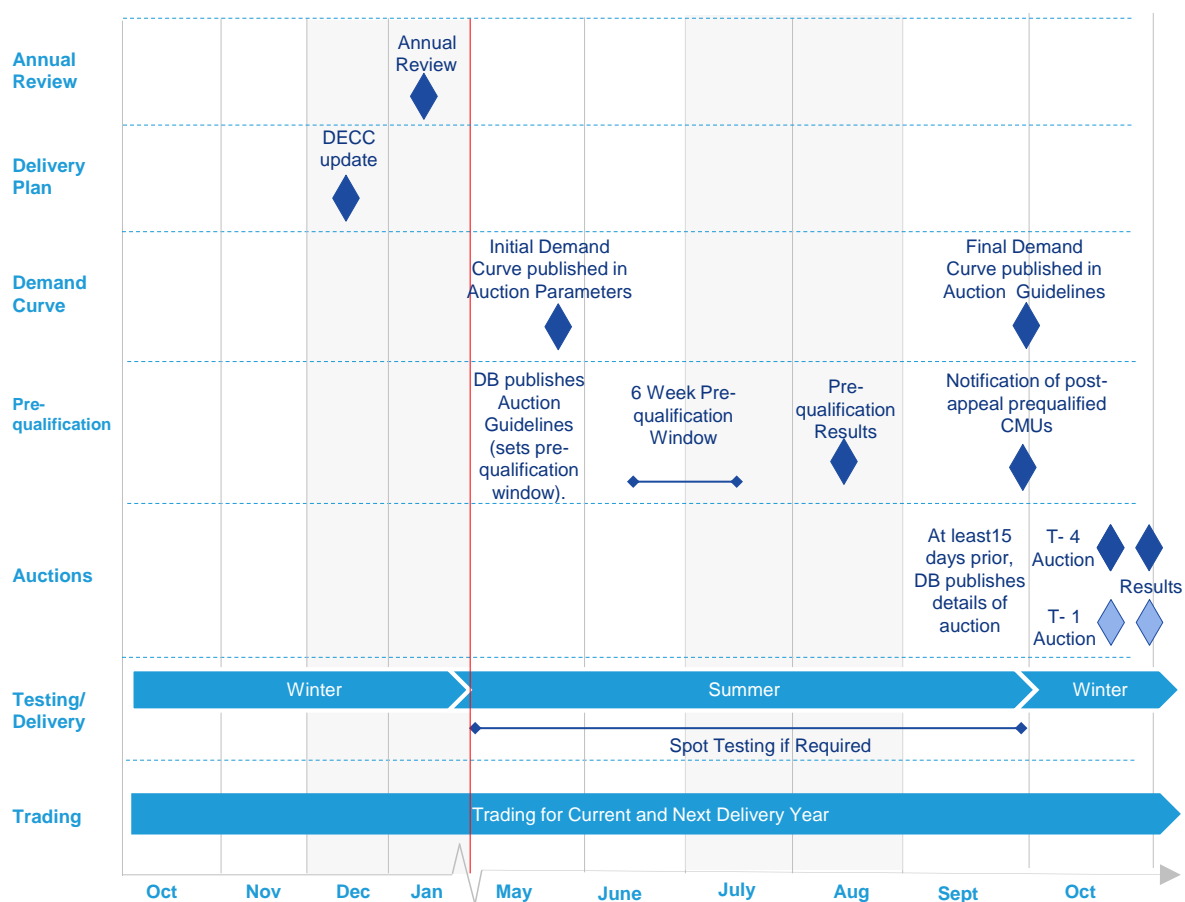 Annual
Review
Annual
Review
Delivery
Plan
DECC
update
Demand
Curve
Initial Demand
Curve published in
Auction Parameters
Final Demand
Curve published in
Auction Guidelines
Pre-
qualification
DB publishes
Auction
Guidelines
(sets pre-
qualification
window).
6 Week Pre-
qualification
Window
Pre-
qualification
Results
Notification of post-
appeal prequalified
CMUs
Auctions
At least15
days prior,
DB publishes
details of
auction
T- 4
Auction
Results
T- 1
Auction
Testing/
Delivery
Winter
Summer
Winter
Spot Testing if Required
Trading
Trading for Current and Next Delivery Year
Oct
Nov
Dec
Jan
May
June
July
Aug
Sept
Oct